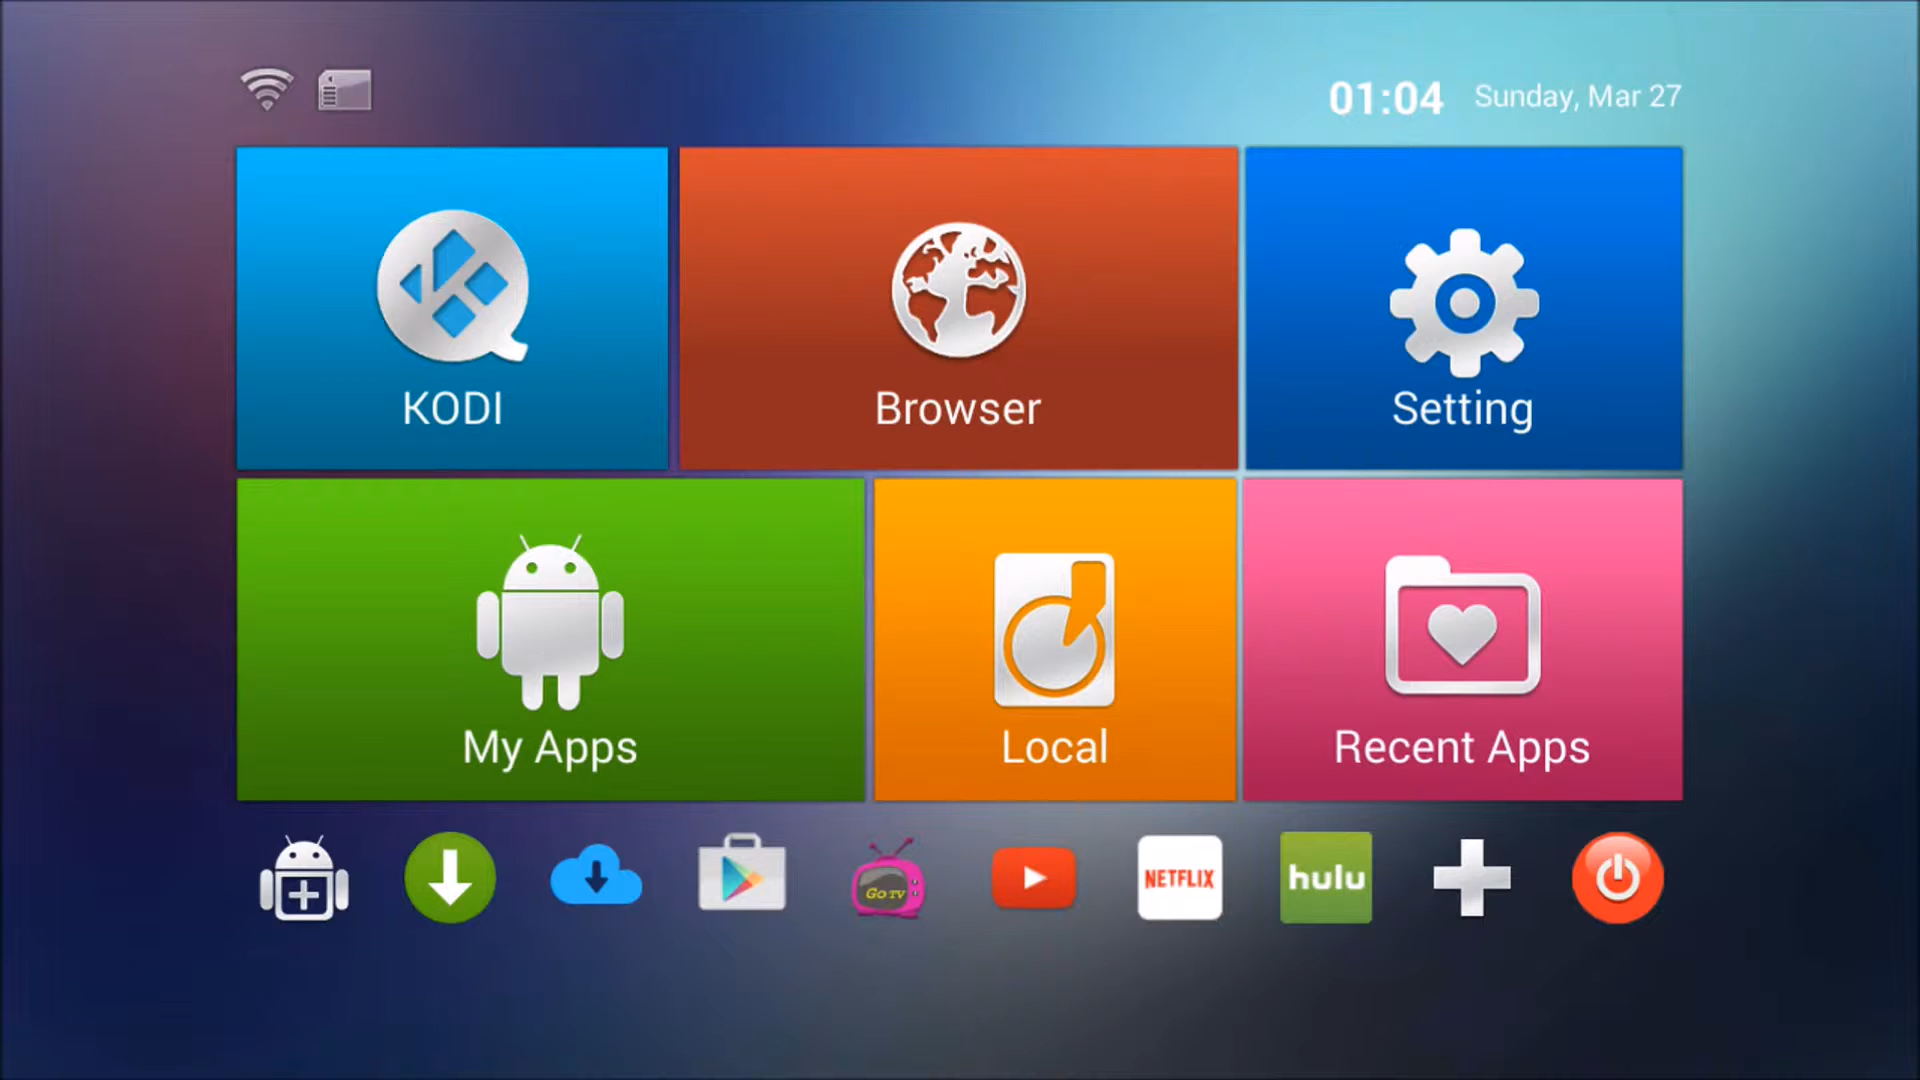 01:04 Sunday, Mar 27
KODI
Browser
Setting
My Apps
Local
Recent Apps
Go TV
NETFLIX
hulu